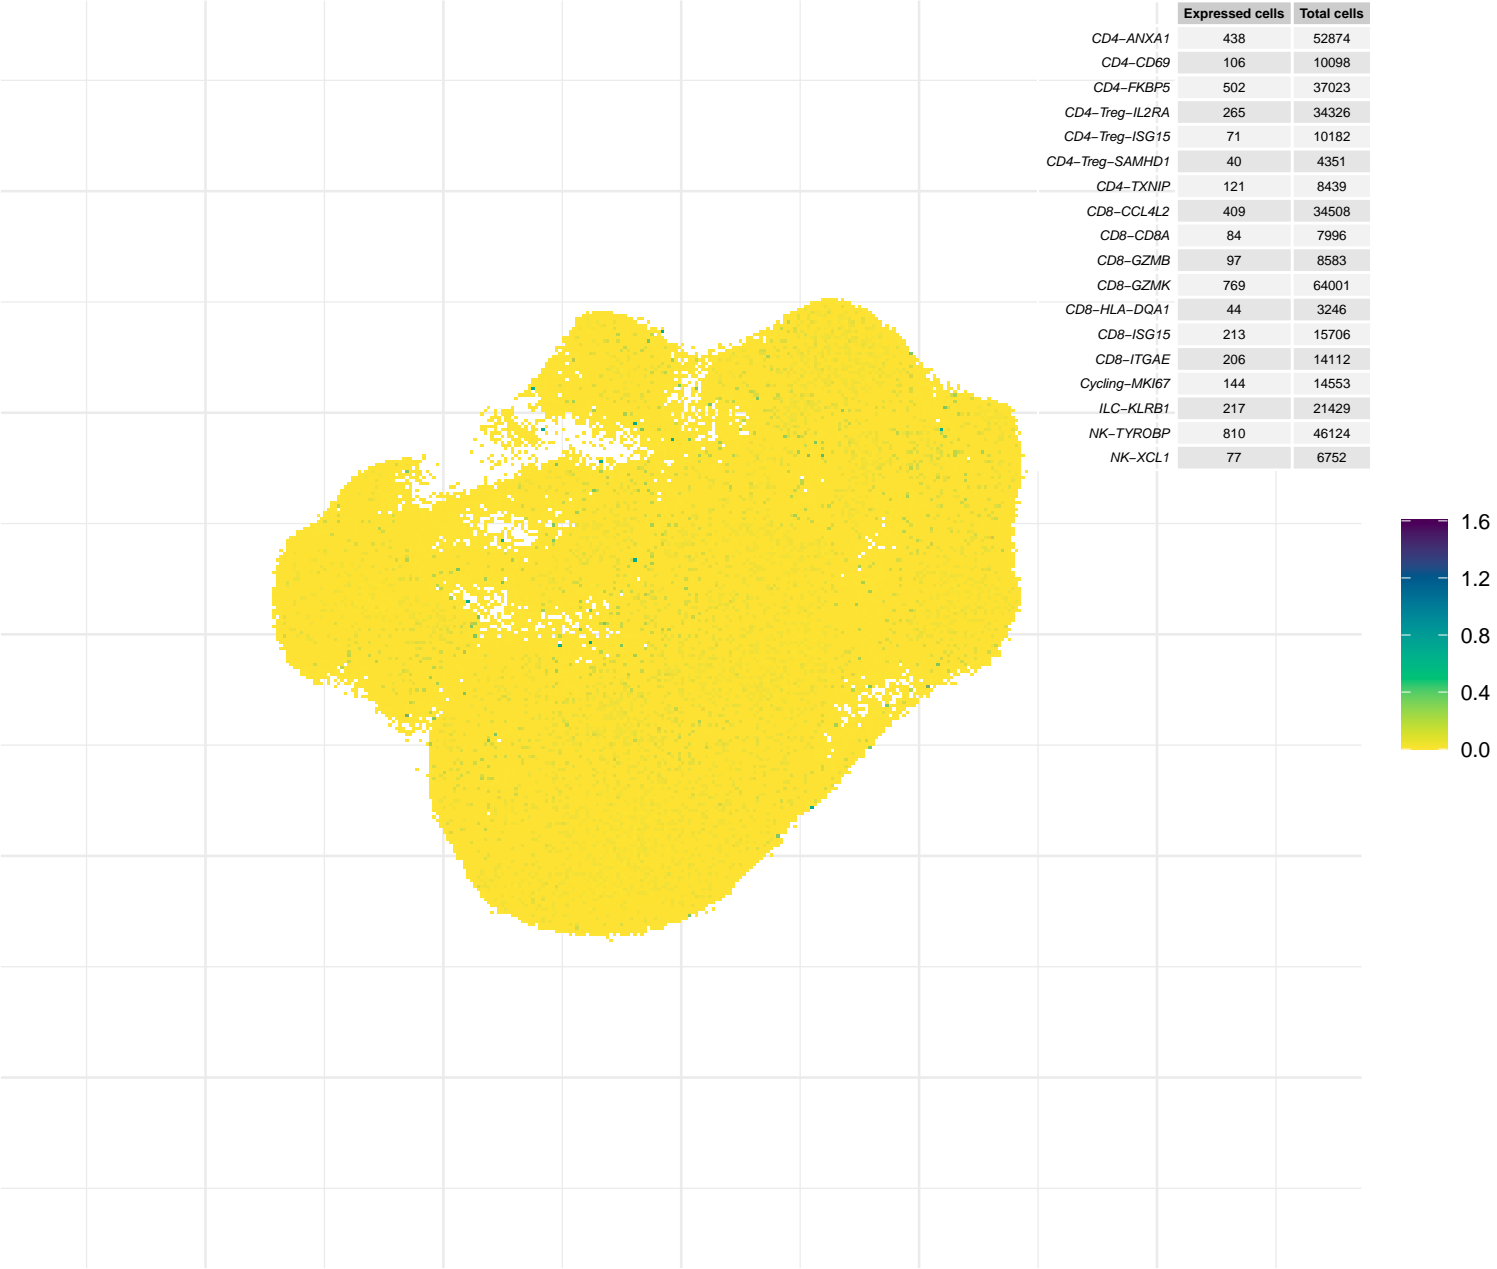 Expressed cells Total cells
CD4−ANXA1 438 52874
CD4−CD69 106 10098
CD4−FKBP5 502 37023
CD4−Treg−IL2RA 265 34326
CD4−Treg−ISG15 71 10182
CD4−Treg−SAMHD1 40 4351
CD4−TXNIP 121 8439
CD8−CCL4L2 409 34508
CD8−CD8A 84 7996
CD8−GZMB 97 8583
CD8−GZMK 769 64001
CD8−HLA−DQA1 44 3246
CD8−ISG15 213 15706
CD8−ITGAE 206 14112
Cycling−MKI67 144 14553
ILC−KLRB1 217 21429
NK−TYROBP 810 46124
NK−XCL1 77 6752
1.6
1.2
0.8
0.4
0.0